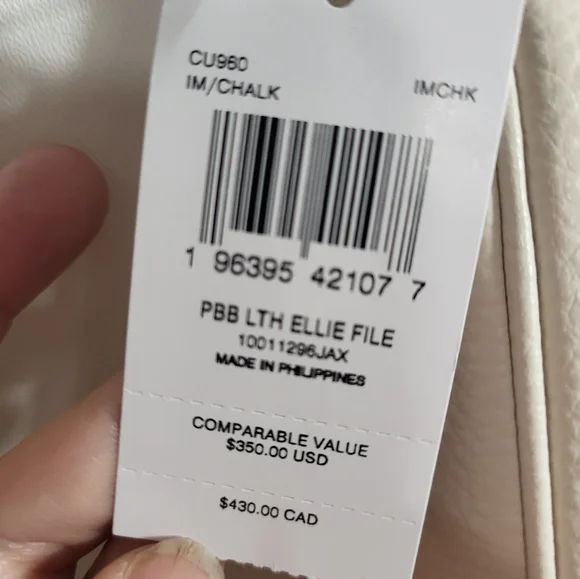 CU960
IM/CHALK IMCHK
1 96395 42107 7
PBB LTH ELLIE FILE
10011296JAX
MADE IN PHILIPPINES
COMPARABLE VALUE
$350.00 USD
$430.00 CAD